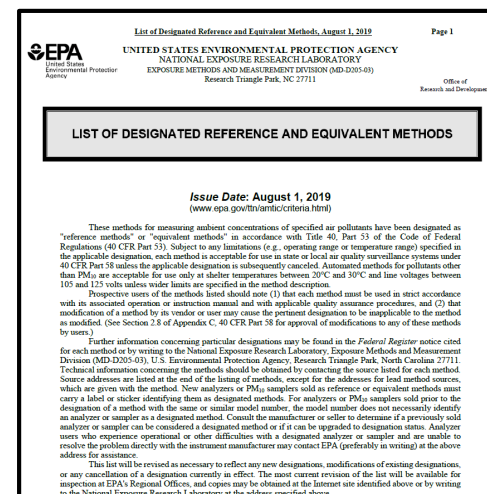 List of Designated Reference and Equivalent Methods, August 1, 2019 Page 1
EPA
United States
Environmental Protection
Agency
UNITED STATES ENVIRONMENTAL PROTECTION AGENCY
NATIONAL EXPOSURE RESEARCH LABORATORY
EXPOSURE METHODS AND MEASUREMENT DIVISION (MD-D205-03)
Research Triangle Park, NC 27711
Office of
Research and Developmen
LIST OF DESIGNATED REFERENCE AND EQUIVALENT METHODS
Issue Date: August 1, 2019
(www.epa.gov/ttn/amtic/criteria.html)
These methods for measuring ambient concentrations of specified air pollutants have been designated as
"reference methods" or "equivalent methods" in accordance with Title 40, Part 53 of the Code of Federal
Regulations (40 CFR Part 53). Subject to any limitations (e.g., operating range or temperature range) specified in
the applicable designation, each method is acceptable for use in state or local air quality surveillance systems under
40 CFR Part 58 unless the applicable designation is subsequently canceled. Automated methods for pollutants other
than PM₁₀ are acceptable for use only at shelter temperatures between 20°C and 30°C and line voltages between
105 and 125 volts unless wider limits are specified in the method description.
Prospective users of the methods listed should note (1) that each method must be used in strict accordance
with its associated operation or instruction manual and with applicable quality assurance procedures, and (2) that
modification of a method by its vendor or user may cause the pertinent designation to be inapplicable to the method
as modified. (See Section 2.8 of Appendix C, 40 CFR Part 58 for approval of modifications to any of these methods
by users.)
Further information concerning particular designations may be found in the Federal Register notice cited
for each method or by writing to the National Exposure Research Laboratory, Exposure Methods and Measurement
Division (MD-D205-03), U.S. Environmental Protection Agency, Research Triangle Park, North Carolina 27711.
Technical information concerning the methods should be obtained by contacting the source listed for each method.
Source addresses are listed at the end of the listing of methods, except for the addresses for lead method sources,
which are given with the method. New analyzers or PM₁₀ samplers sold as reference or equivalent methods must
carry a label or sticker identifying them as designated methods. For analyzers or PM₁₀ samplers sold prior to the
designation of a method with the same or similar model number, the model number does not necessarily identify
an analyzer or sampler as a designated method. Consult the manufacturer or seller to determine if a previously sold
analyzer or sampler can be considered a designated method or if it can be upgraded to designation status. Analyzer
users who experience operational or other difficulties with a designated analyzer or sampler and are unable to
resolve the problem directly with the instrument manufacturer may contact EPA (preferably in writing) at the above
address for assistance.
This list will be revised as necessary to reflect any new designations, modifications of existing designations,
or any cancellation of a designation currently in effect. The most current revision of the list will be available for
inspection at EPA's Regional Offices, and copies may be obtained at the Internet site identified above or by writing
to the National Exposure Research Laboratory at the address specified above.